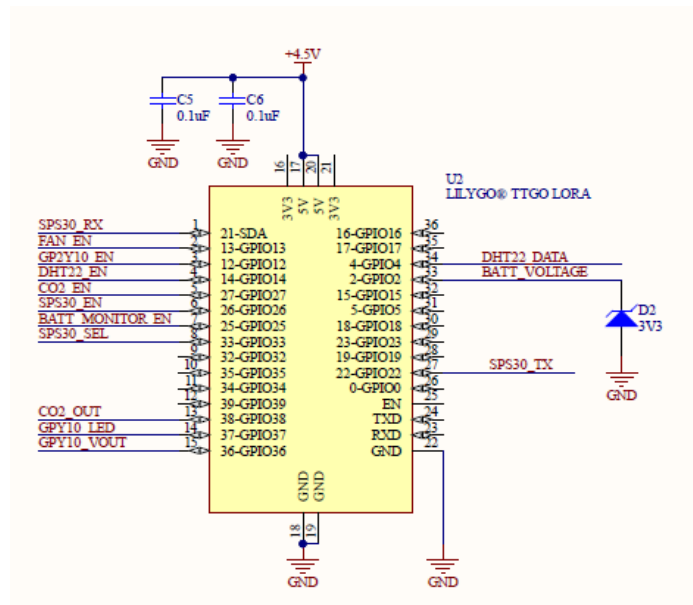 +4.5V
C5
0.1uF
C6
0.1uF
GND
GND
16
17
20
21
3V3
5V
5V
3V3
U2
LILYGO® TTGO LORA
SPS30_RX 1 21-SDA
FAN_EN 2 13-GPIO13
GP2Y10_EN 3 12-GPIO12
DHT22_EN 4 14-GPIO14
CO2_EN 5 27-GPIO27
SPS30_EN 6 26-GPIO26
BATT_MONITOR_EN 7 25-GPIO25
SPS30_SEL 8 33-GPIO33
9 32-GPIO32
10 35-GPIO35
11 34-GPIO34
12 39-GPIO39
CO2_OUT 13 38-GPIO38
GPY10_LED 14 37-GPIO37
GPY10_VOUT 15 36-GPIO36
16-GPIO16 36
17-GPIO17 35
4-GPIO4 34 DHT22_DATA
2-GPIO2 33 BATT_VOLTAGE
15-GPIO15 32
5-GPIO5 31
18-GPIO18 30
23-GPIO23 29
19-GPIO19 28
22-GPIO22 27 SPS30_TX
0-GPIO0 26
EN 25
TXD 24
RXD 23
GND 22
D2
3V3
GND
GND
GND
18
19
GND
GND